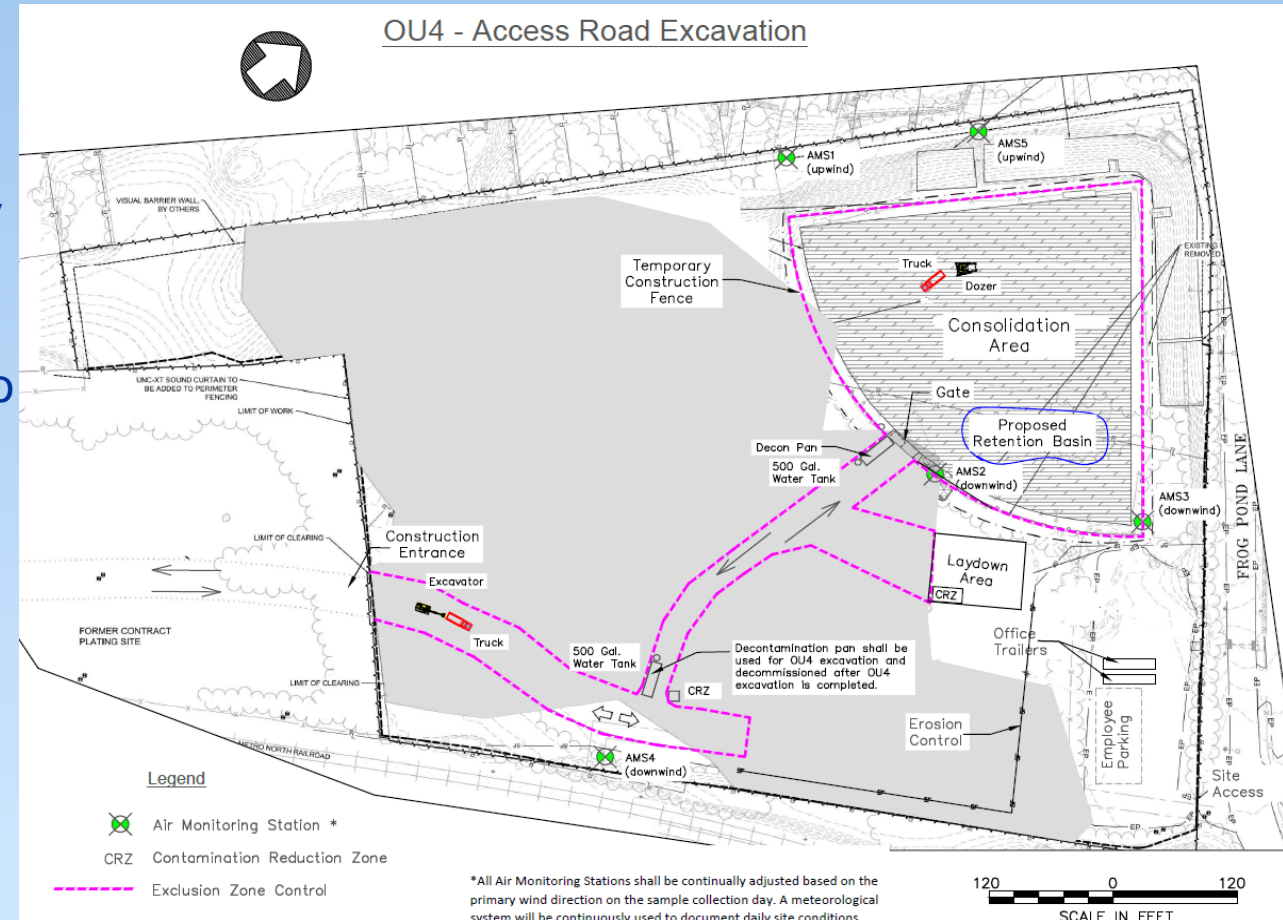 OU4 - Access Road Excavation
AMS1
(upwind)
AMS5
(upwind)
VISUAL BARRIER WALL,
BY OTHERS
Temporary
Construction
Fence
Truck
Dozer
EXISTING
REMOVED
Consolidation
Area
UNC-XT SOUND CURTAIN TO
BE ADDED TO PERIMETER
FENCING
LIMIT OF WORK
Gate
Proposed
Retention Basin
Decon Pan
500 Gal.
Water Tank
AMS2
(downwind)
AMS3
(downwind)
FROG POND LANE
LIMIT OF CLEARING
Construction
Entrance
Excavator
Truck
Laydown
Area
CRZ
FORMER CONTRACT
PLATING SITE
500 Gal.
Water Tank
Decontamination pan shall be
used for OU4 excavation and
decommissioned after OU4
excavation is completed.
Office
Trailers
LIMIT OF CLEARING
CRZ
Erosion
Control
Employee
Parking
METRO NORTH RAILROAD
AMS4
(downwind)
Site
Access
Legend
Air Monitoring Station *
CRZ Contamination Reduction Zone
Exclusion Zone Control
*All Air Monitoring Stations shall be continually adjusted based on the
primary wind direction on the sample collection day. A meteorological
system will be continuously used to document daily site conditions
120 0 120
SCALE IN FEET